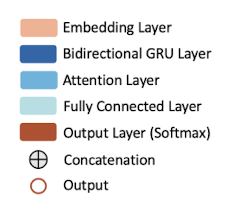 Embedding Layer
Bidirectional GRU Layer
Attention Layer
Fully Connected Layer
Output Layer (Softmax)
Concatenation
Output